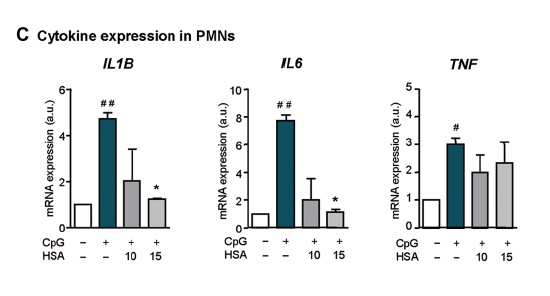 C Cytokine expression in PMNs
IL1B
mRNA expression (a.u.)
6
4
2
0
##
*
CpG – + + +
HSA – – 10 15
IL6
mRNA expression (a.u.)
10
8
6
4
2
0
##
*
CpG – + + +
HSA – – 10 15
TNF
mRNA expression (a.u.)
5
4
3
2
1
0
#
CpG – + + +
HSA – – 10 15